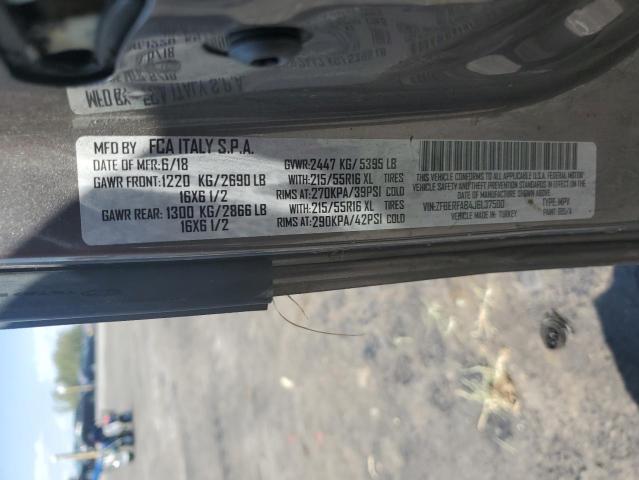 MFD BY FCA ITALY S.P.A.
DATE OF MFR:6/18 GVWR:2447 KG/5395 LB
GAWR FRONT:1220 KG/2690 LB WITH:215/55R16 XL TIRES
16X6 1/2 RIMS AT:270KPA/39PSI
GAWR REAR:1300 KG/2866 LB WITH:215/55R16 XL TIRES
16X6 1/2 RIMS AT:290KPA/42PSI
THIS VEHICLE CONFORMS TO ALL APPLICABLE U.S.A. FEDERAL MOTOR
VEHICLE SAFETY, BUMPER, AND THEFT PREVENTION STANDARDS IN
EFFECT ON THE DATE OF MANUFACTURE SHOWN ABOVE.
VIN: TYPE:MPV
VEHICLE MADE IN: TURKEY PAINT: